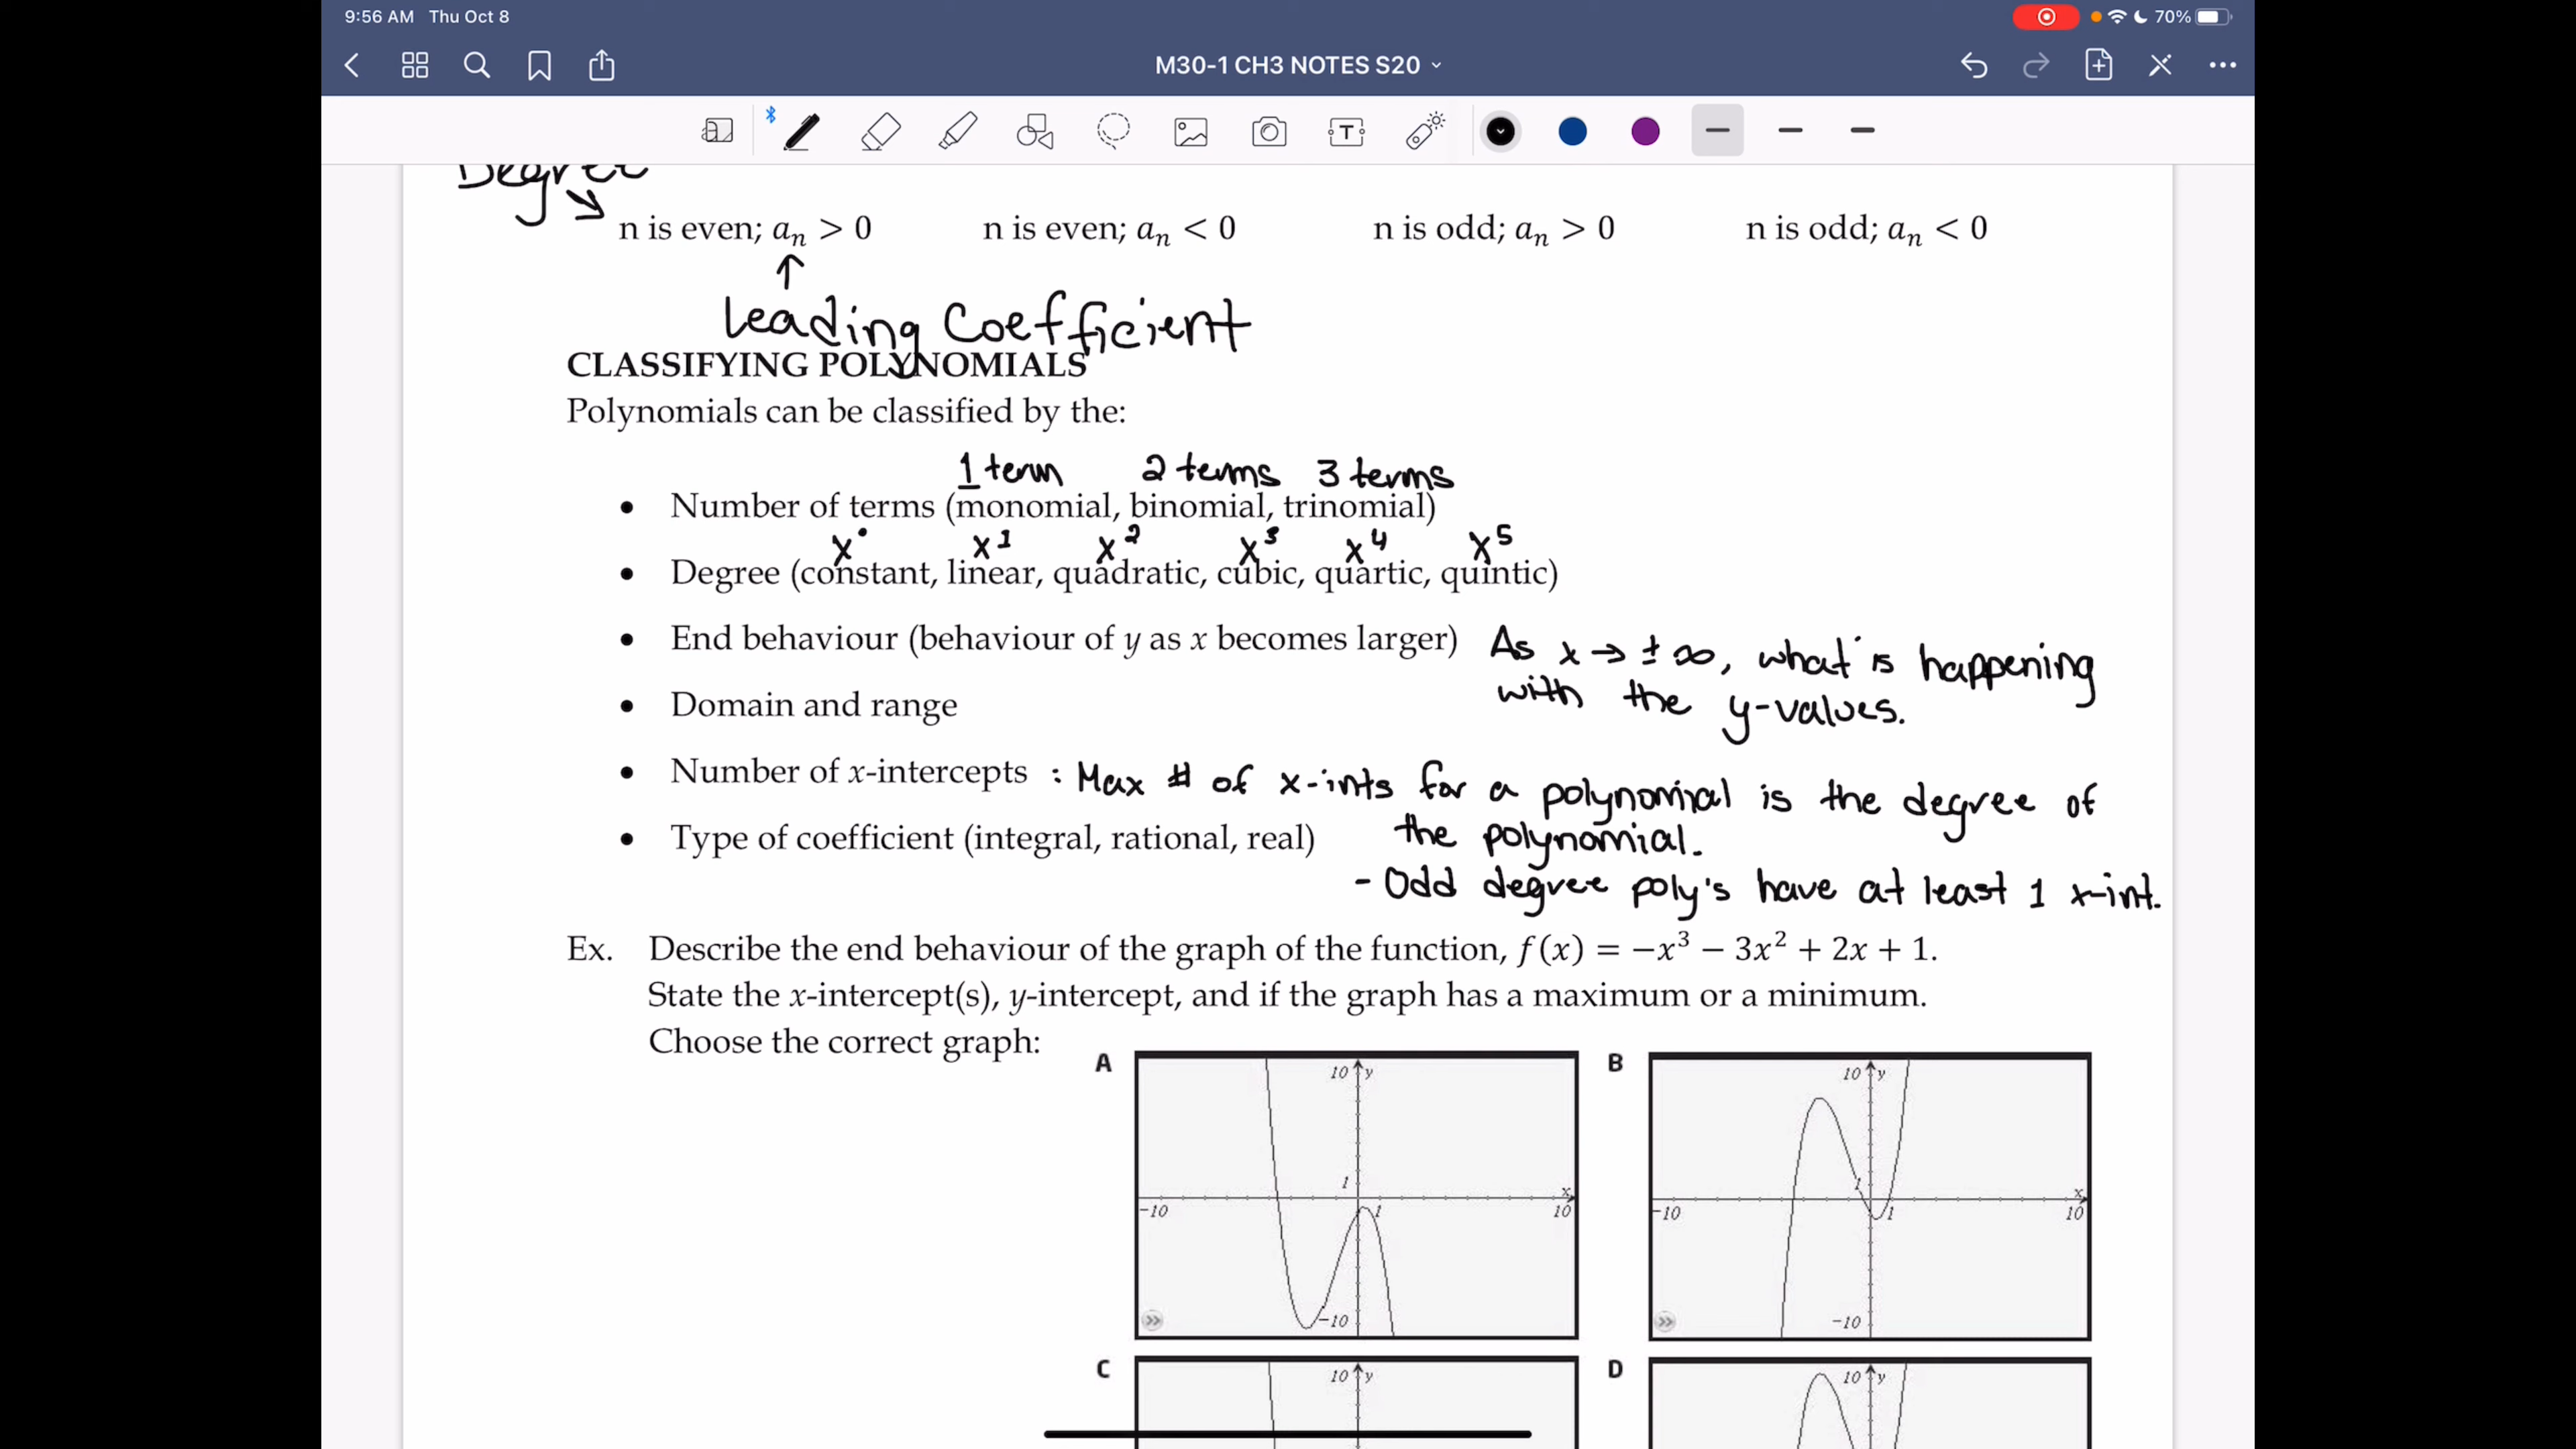 9:56 AM Thu Oct 8
70%
M30-1 CH3 NOTES S20
Degree
n is even; aₙ > 0 n is even; aₙ < 0 n is odd; aₙ > 0 n is odd; aₙ < 0
Leading Coefficient
CLASSIFYING POLYNOMIALS
Polynomials can be classified by the:
1 term 2 terms 3 terms
• Number of terms (monomial, binomial, trinomial)
x⁰ x¹ x² x³ x⁴ x⁵
• Degree (constant, linear, quadratic, cubic, quartic, quintic)
• End behaviour (behaviour of y as x becomes larger) As x → ± ∞, what is happening
with the y-values.
• Domain and range
• Number of x-intercepts : Max # of x-ints for a polynomial is the degree of
the polynomial.
• Type of coefficient (integral, rational, real)
- Odd degree poly's have at least 1 x-int.
Ex. Describe the end behaviour of the graph of the function, f(x) = −x³ − 3x² + 2x + 1.
State the x-intercept(s), y-intercept, and if the graph has a maximum or a minimum.
Choose the correct graph:
A
10 y
1
x
-10 1 10
-10
B
10 y
1
x
-10 1 10
-10
C
10 y
D
10 y